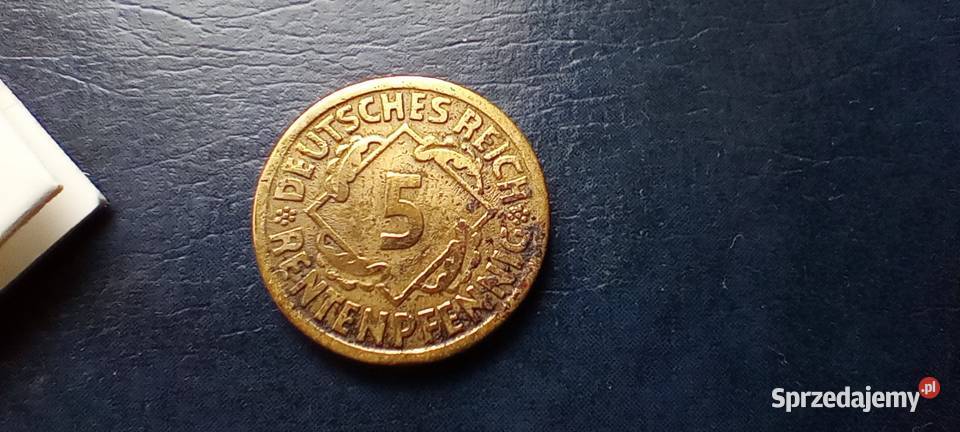 DEUTSCHES REICH
5
RENTENPFENNIG
Sprzedajemy.pl